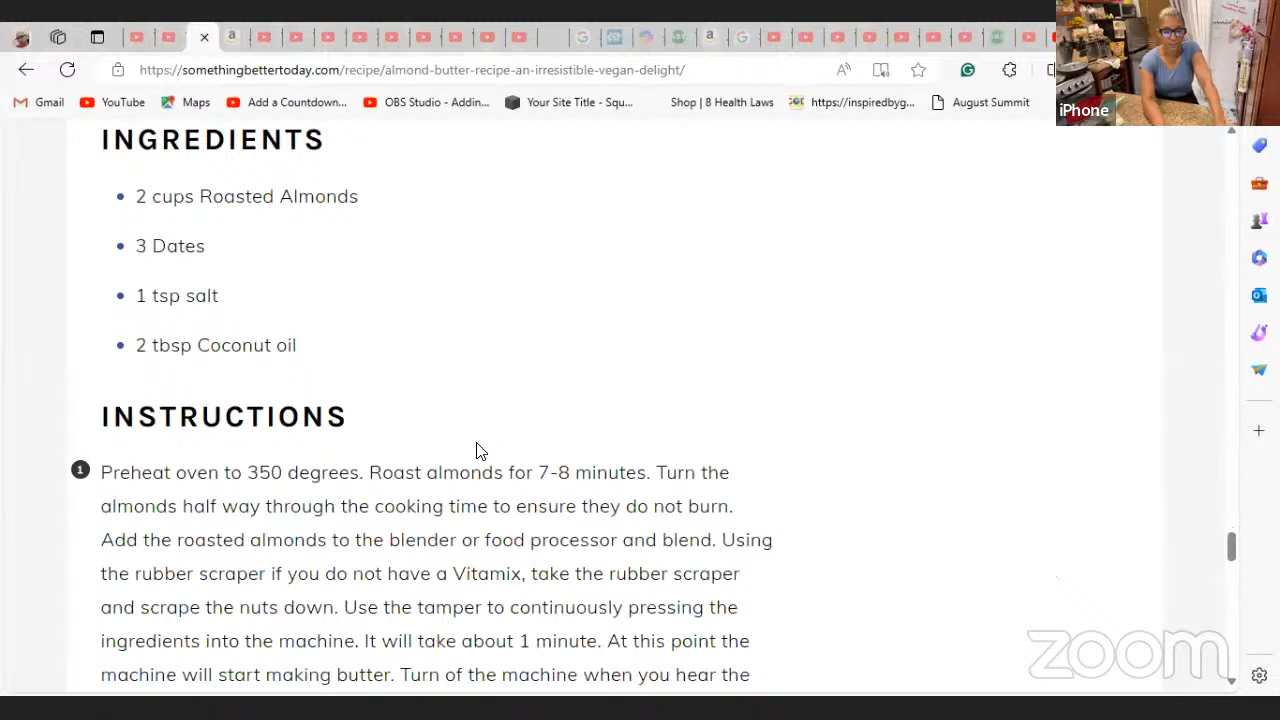 https://somethingbettertoday.com/recipe/almond-butter-recipe-an-irresistible-vegan-delight/
Gmail YouTube Maps Add a Countdown... OBS Studio - Addin... Your Site Title - Squ... Shop | 8 Health Laws https://inspiredbyg... August Summit
iPhone
INGREDIENTS
2 cups Roasted Almonds
3 Dates
1 tsp salt
2 tbsp Coconut oil
INSTRUCTIONS
1 Preheat oven to 350 degrees. Roast almonds for 7-8 minutes. Turn the
almonds half way through the cooking time to ensure they do not burn.
Add the roasted almonds to the blender or food processor and blend. Using
the rubber scraper if you do not have a Vitamix, take the rubber scraper
and scrape the nuts down. Use the tamper to continuously pressing the
ingredients into the machine. It will take about 1 minute. At this point the
machine will start making butter. Turn of the machine when you hear the
zoom